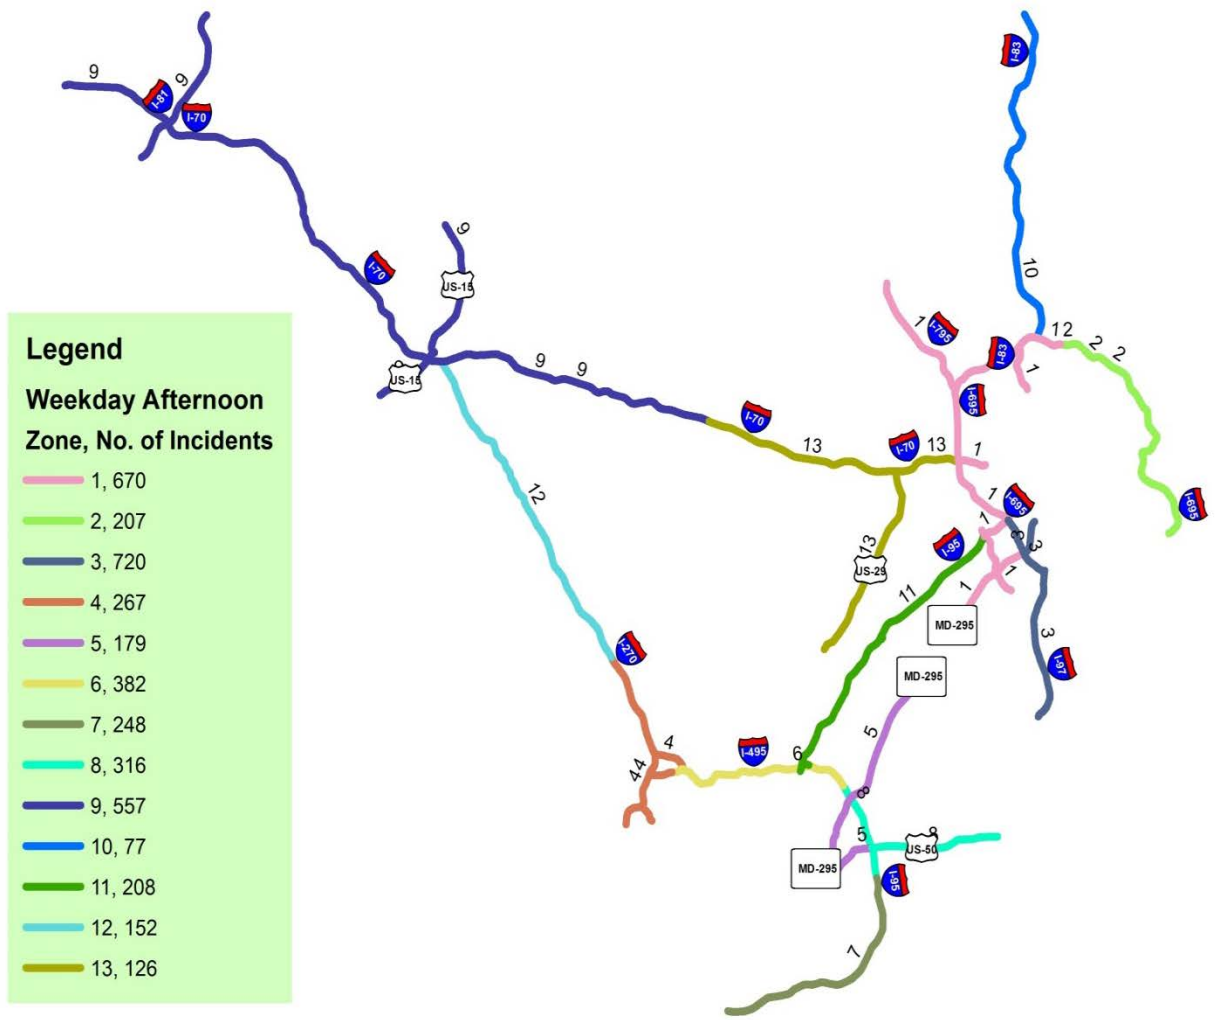 9
9
I-81
I-70
I-83
9
I-70
US-15
10
1
I-795
12
2
2
I-83
1
US-15
9
9
I-695
I-70
13
I-70
13
1
12
1
I-695
I-695
1
3
3
13
I-95
US-29
11
1
1
MD-295
3
I-270
I-97
MD-295
5
4
I-495
6
44
8
5
8
US-50
MD-295
I-95
7
Legend
Weekday Afternoon
Zone, No. of Incidents
1, 670
2, 207
3, 720
4, 267
5, 179
6, 382
7, 248
8, 316
9, 557
10, 77
11, 208
12, 152
13, 126